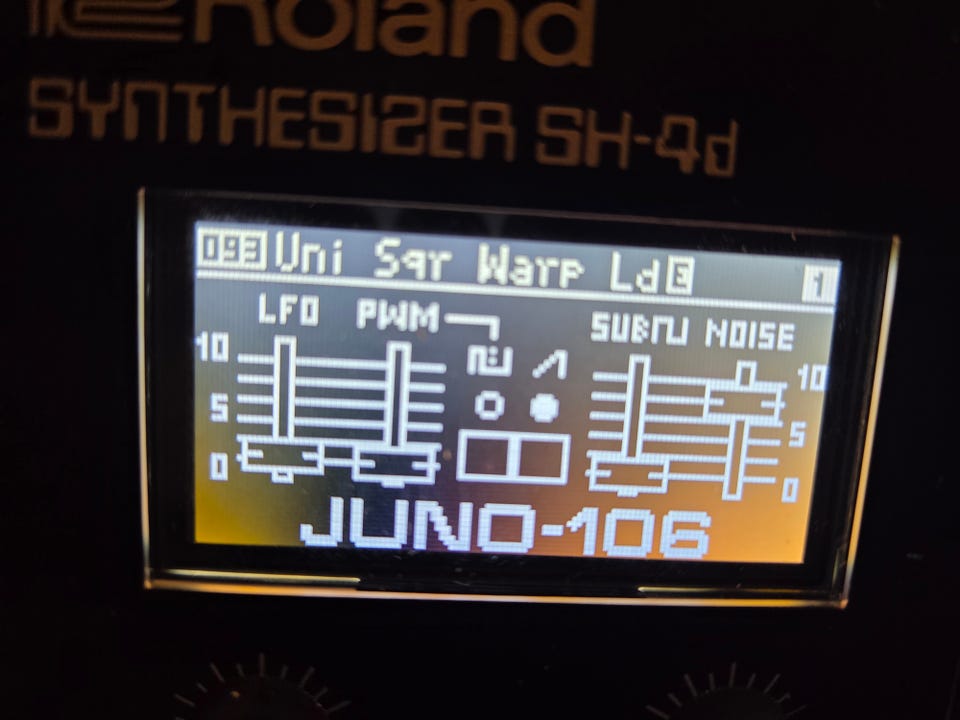 Roland
SYNTHESIZER SH-4d
093 Uni Sqr Warp Ld E 1
LFO PWM SUB NOISE
10 10
5 5
0 0
JUNO-106